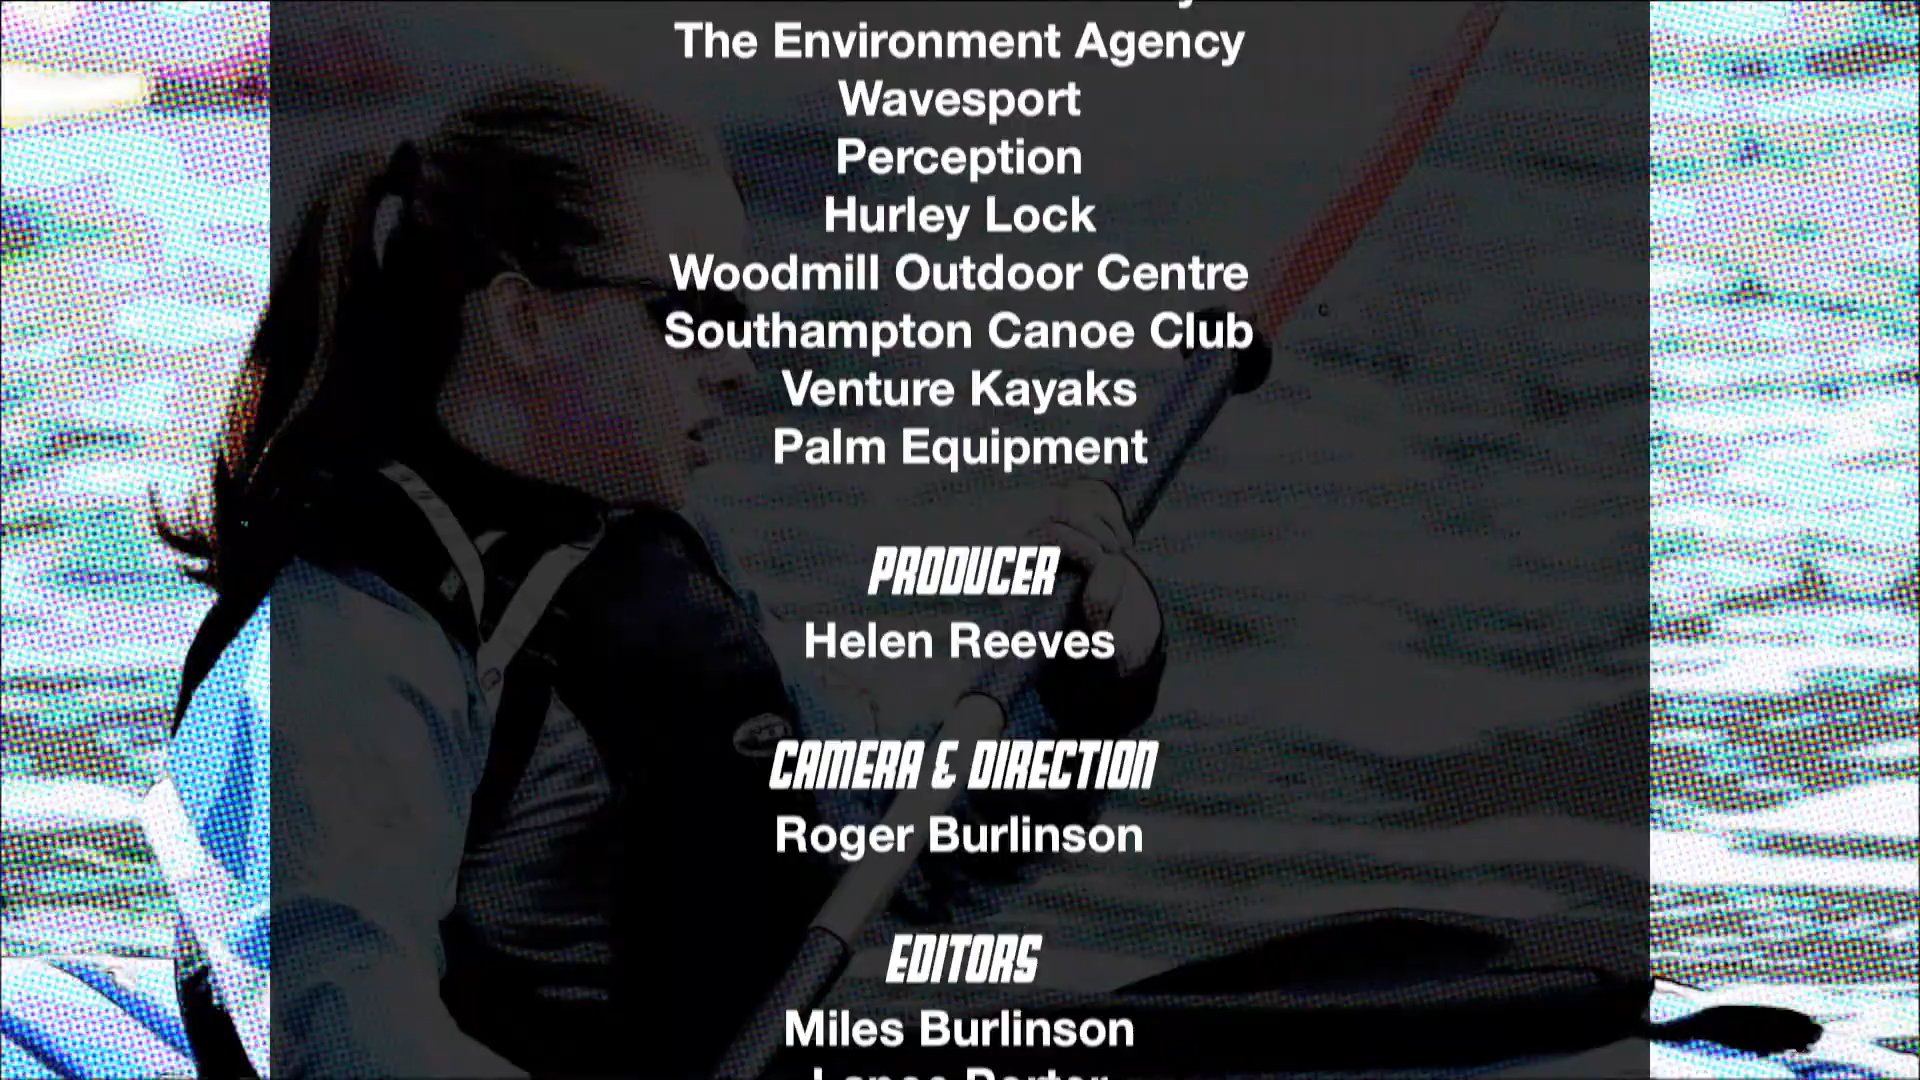 The Environment Agency
Wavesport
Perception
Hurley Lock
Woodmill Outdoor Centre
Southampton Canoe Club
Venture Kayaks
Palm Equipment
PRODUCER
Helen Reeves
CAMERA & DIRECTION
Roger Burlinson
EDITORS
Miles Burlinson